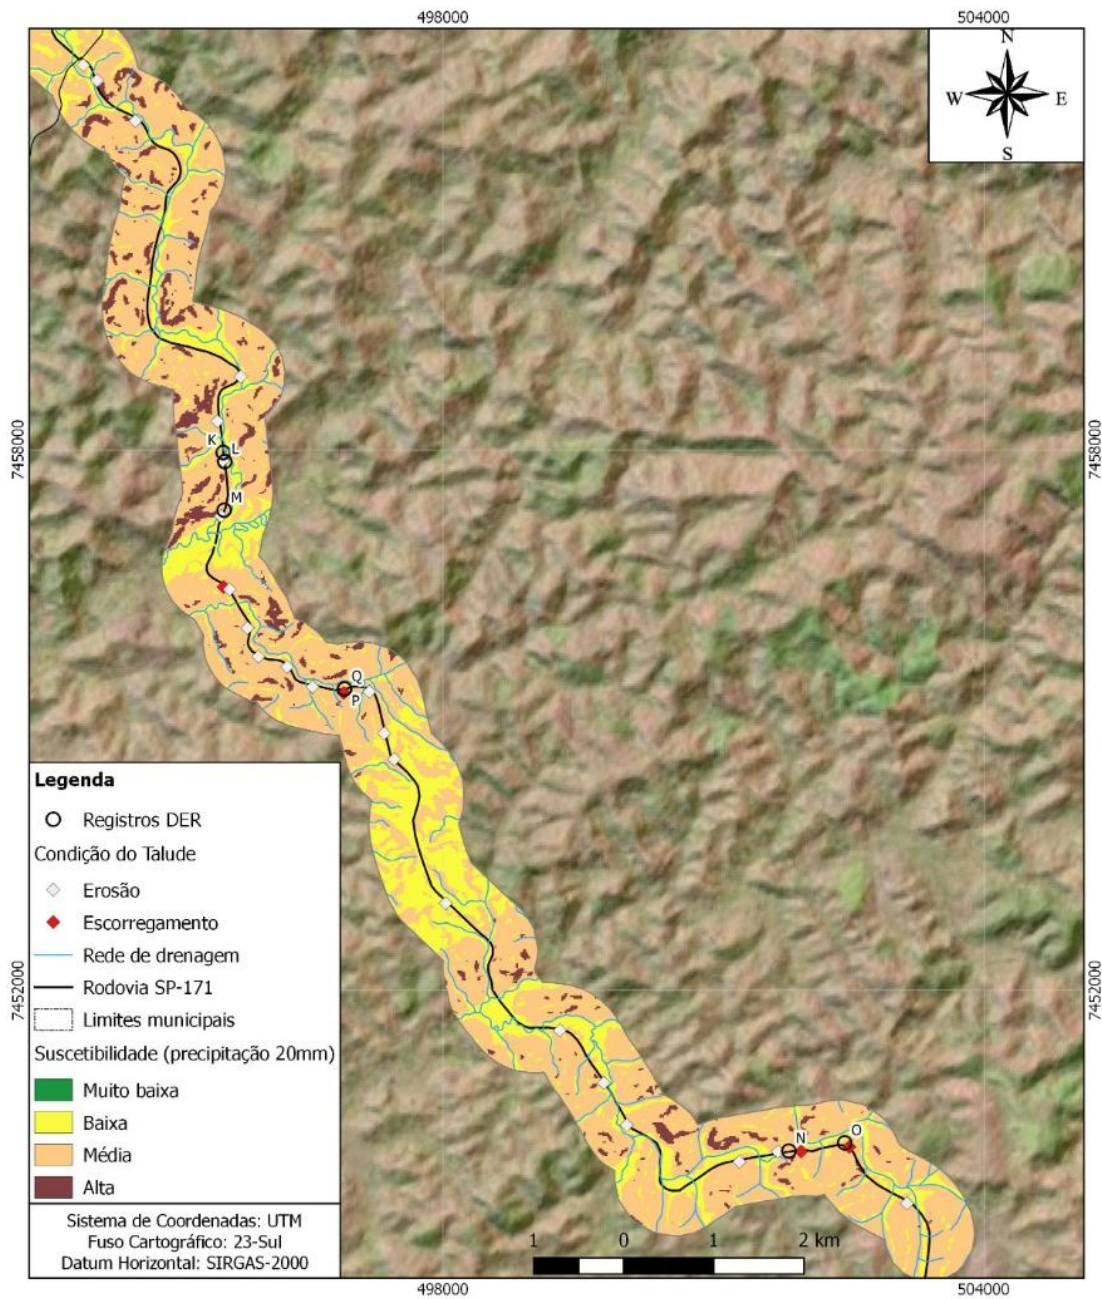 498000
504000
N
W
E
S
7458000
7458000
K
L
M
Q
P
Legenda
Registros DER
Condição do Talude
Erosão
Escorregamento
Rede de drenagem
Rodovia SP-171
Limites municipais
Suscetibilidade (precipitação 20mm)
Muito baixa
Baixa
Média
Alta
7452000
7452000
N
O
Sistema de Coordenadas: UTM
Fuso Cartográfico: 23-Sul
Datum Horizontal: SIRGAS-2000
1 0 1 2 km
498000
504000